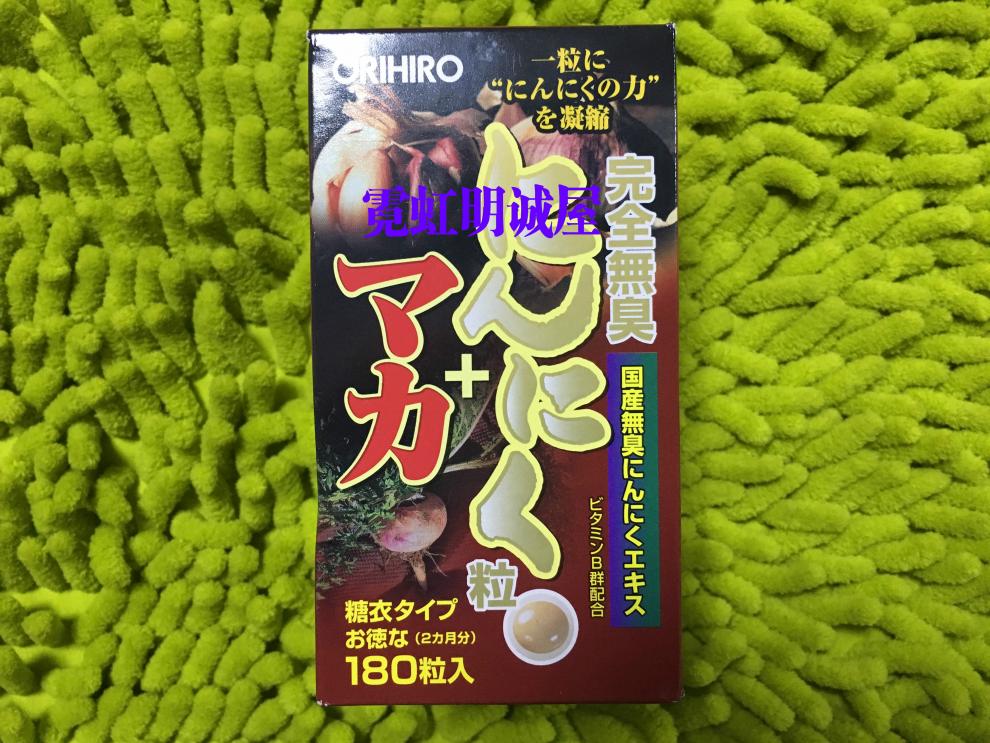 ORIHIRO
一粒に
“にんにくの力”
を凝縮
完全無臭
霓虹明诚屋
にんにく粒
+
マカ
国産無臭にんにくエキス
ビタミンB群配合
糖衣タイプ
お徳な（2カ月分）
180粒入